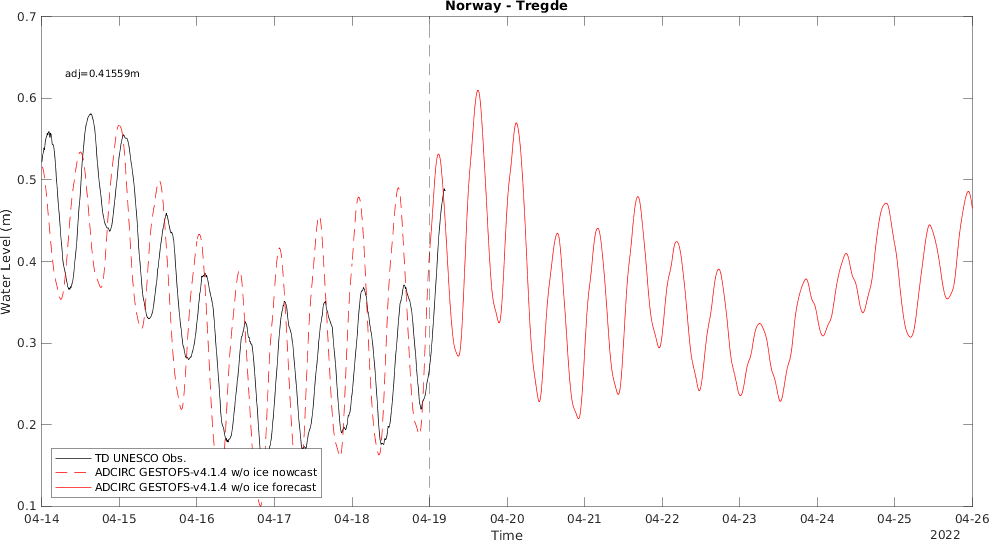 Norway - Tregde
0.7
0.6
0.5
0.4
0.3
0.2
0.1
Water Level (m)
adj=0.41559m
TD UNESCO Obs.
ADCIRC GESTOFS-v4.1.4 w/o ice nowcast
ADCIRC GESTOFS-v4.1.4 w/o ice forecast
04-14 04-15 04-16 04-17 04-18 04-19 04-20 04-21 04-22 04-23 04-24 04-25 04-26
Time
2022